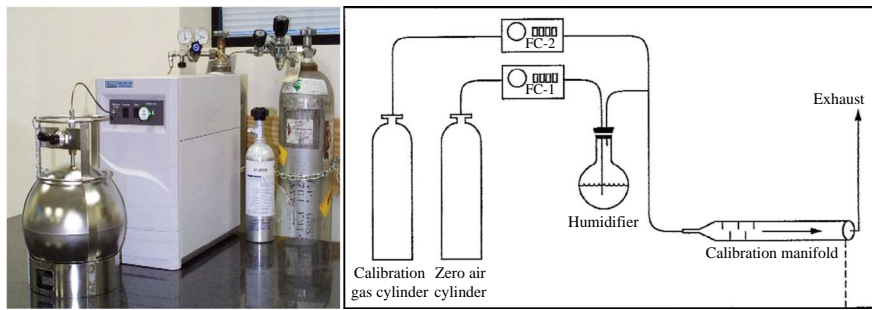 FC-2
FC-1
Exhaust
Humidifier
Calibration manifold
Calibration
gas cylinder
Zero air
cylinder